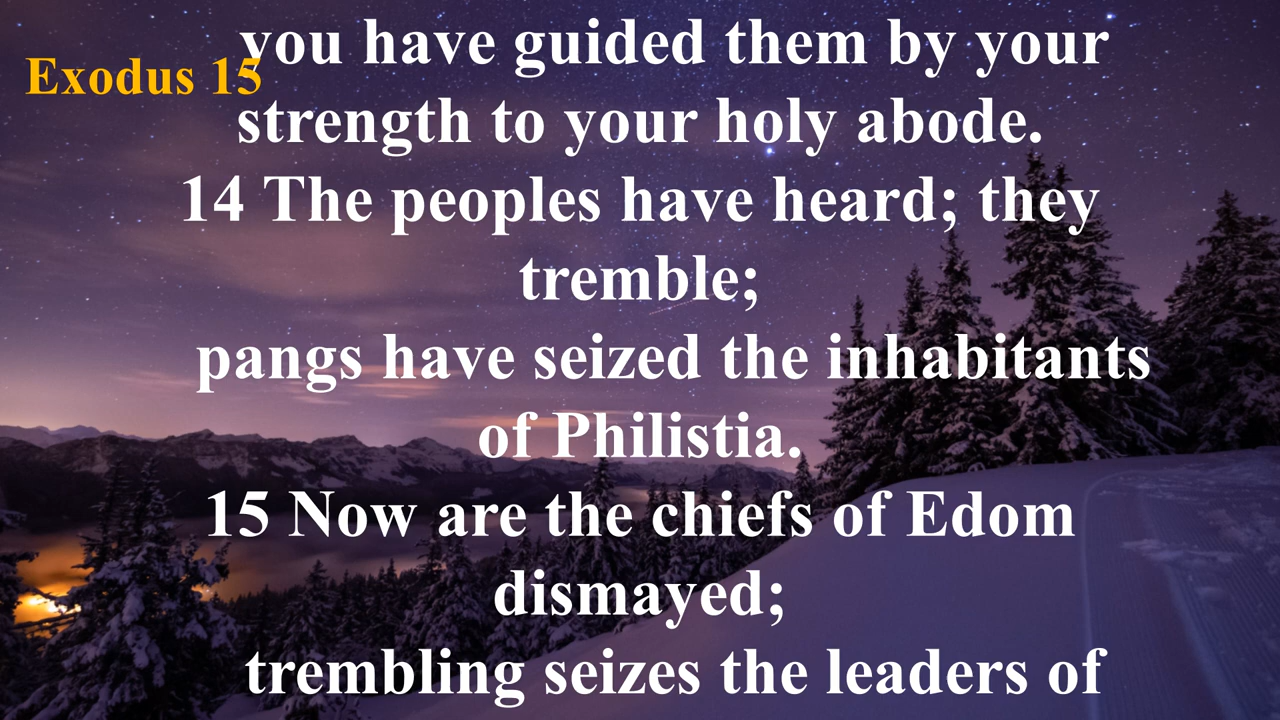 Exodus 15
you have guided them by your
strength to your holy abode.
14 The peoples have heard; they
tremble;
pangs have seized the inhabitants
of Philistia.
15 Now are the chiefs of Edom
dismayed;
trembling seizes the leaders of